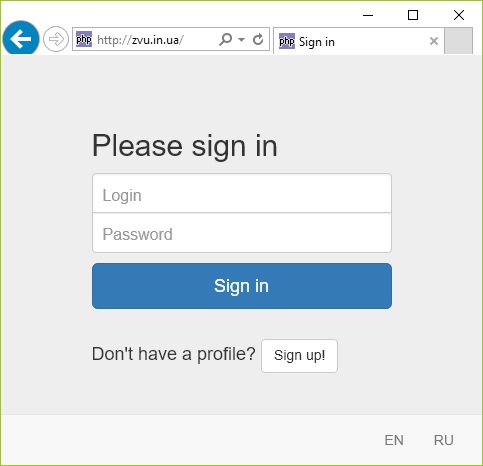 php http://zvu.in.ua/
php Sign in
Please sign in
Login
Password
Sign in
Don't have a profile? Sign up!
EN RU